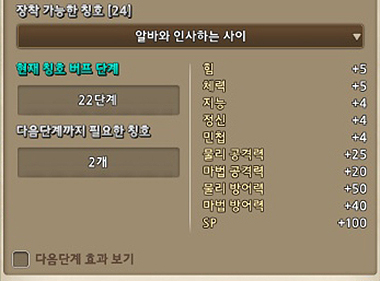 장착 가능한 칭호 [24]
알바와 인사하는 사이
현재 칭호 버프 단계
22단계
다음단계까지 필요한 칭호
2개
힘 +5
체력 +5
지능 +4
정신 +4
민첩 +4
물리 공격력 +25
마법 공격력 +20
물리 방어력 +50
마법 방어력 +40
SP +100
다음단계 효과 보기